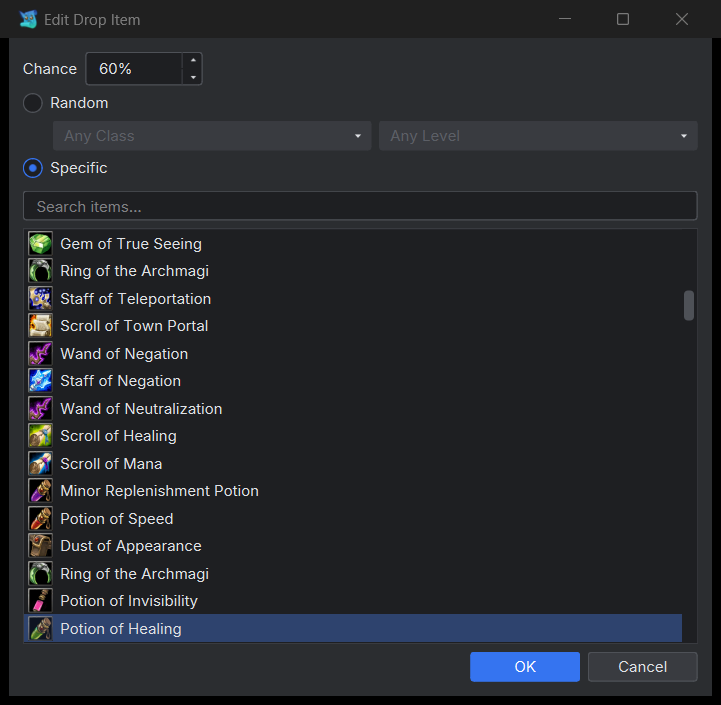 Edit Drop Item
Chance 60%
Random
Any Class Any Level
Specific
Search items...
Gem of True Seeing
Ring of the Archmagi
Staff of Teleportation
Scroll of Town Portal
Wand of Negation
Staff of Negation
Wand of Neutralization
Scroll of Healing
Scroll of Mana
Minor Replenishment Potion
Potion of Speed
Dust of Appearance
Ring of the Archmagi
Potion of Invisibility
Potion of Healing
OK Cancel